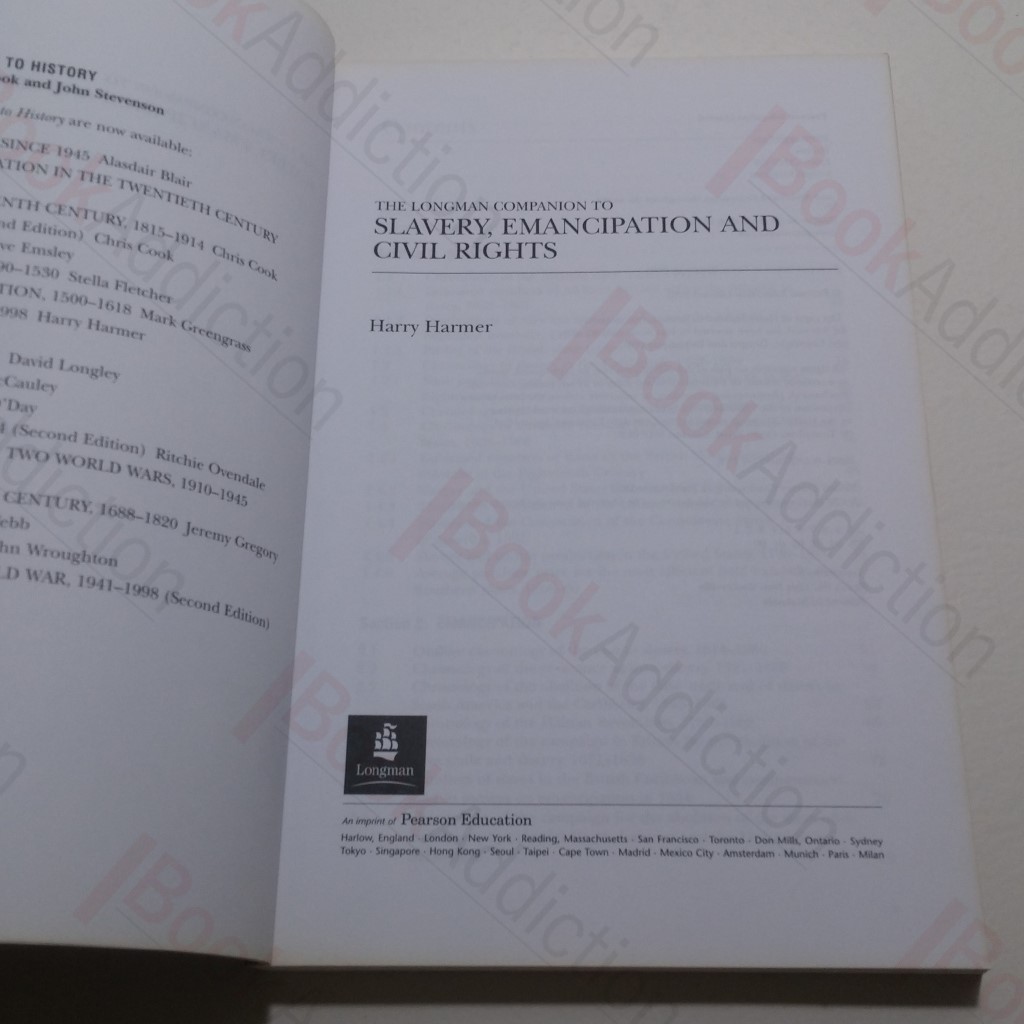 TO HISTORY
ok and John Stevenson
to History are now available:
SINCE 1945 Alasdair Blair
ATION IN THE TWENTIETH CENTURY
NTH CENTURY, 1815–1914 Chris Cook
nd Edition) Chris Cook
ve Emsley
00–1530 Stella Fletcher
TION, 1500–1618 Mark Greengrass
998 Harry Harmer
David Longley
cCauley
'Day
4 (Second Edition) Ritchie Ovendale
TWO WORLD WARS, 1910–1945
CENTURY, 1688–1820 Jeremy Gregory
ebb
hn Wroughton
LD WAR, 1941–1998 (Second Edition)
THE LONGMAN COMPANION TO
SLAVERY, EMANCIPATION AND
CIVIL RIGHTS
Harry Harmer
Longman
An imprint of Pearson Education
Harlow, England · London · New York · Reading, Massachusetts · San Francisco · Toronto · Don Mills, Ontario · Sydney
Tokyo · Singapore · Hong Kong · Seoul · Taipei · Cape Town · Madrid · Mexico City · Amsterdam · Munich · Paris · Milan
BookAddiction